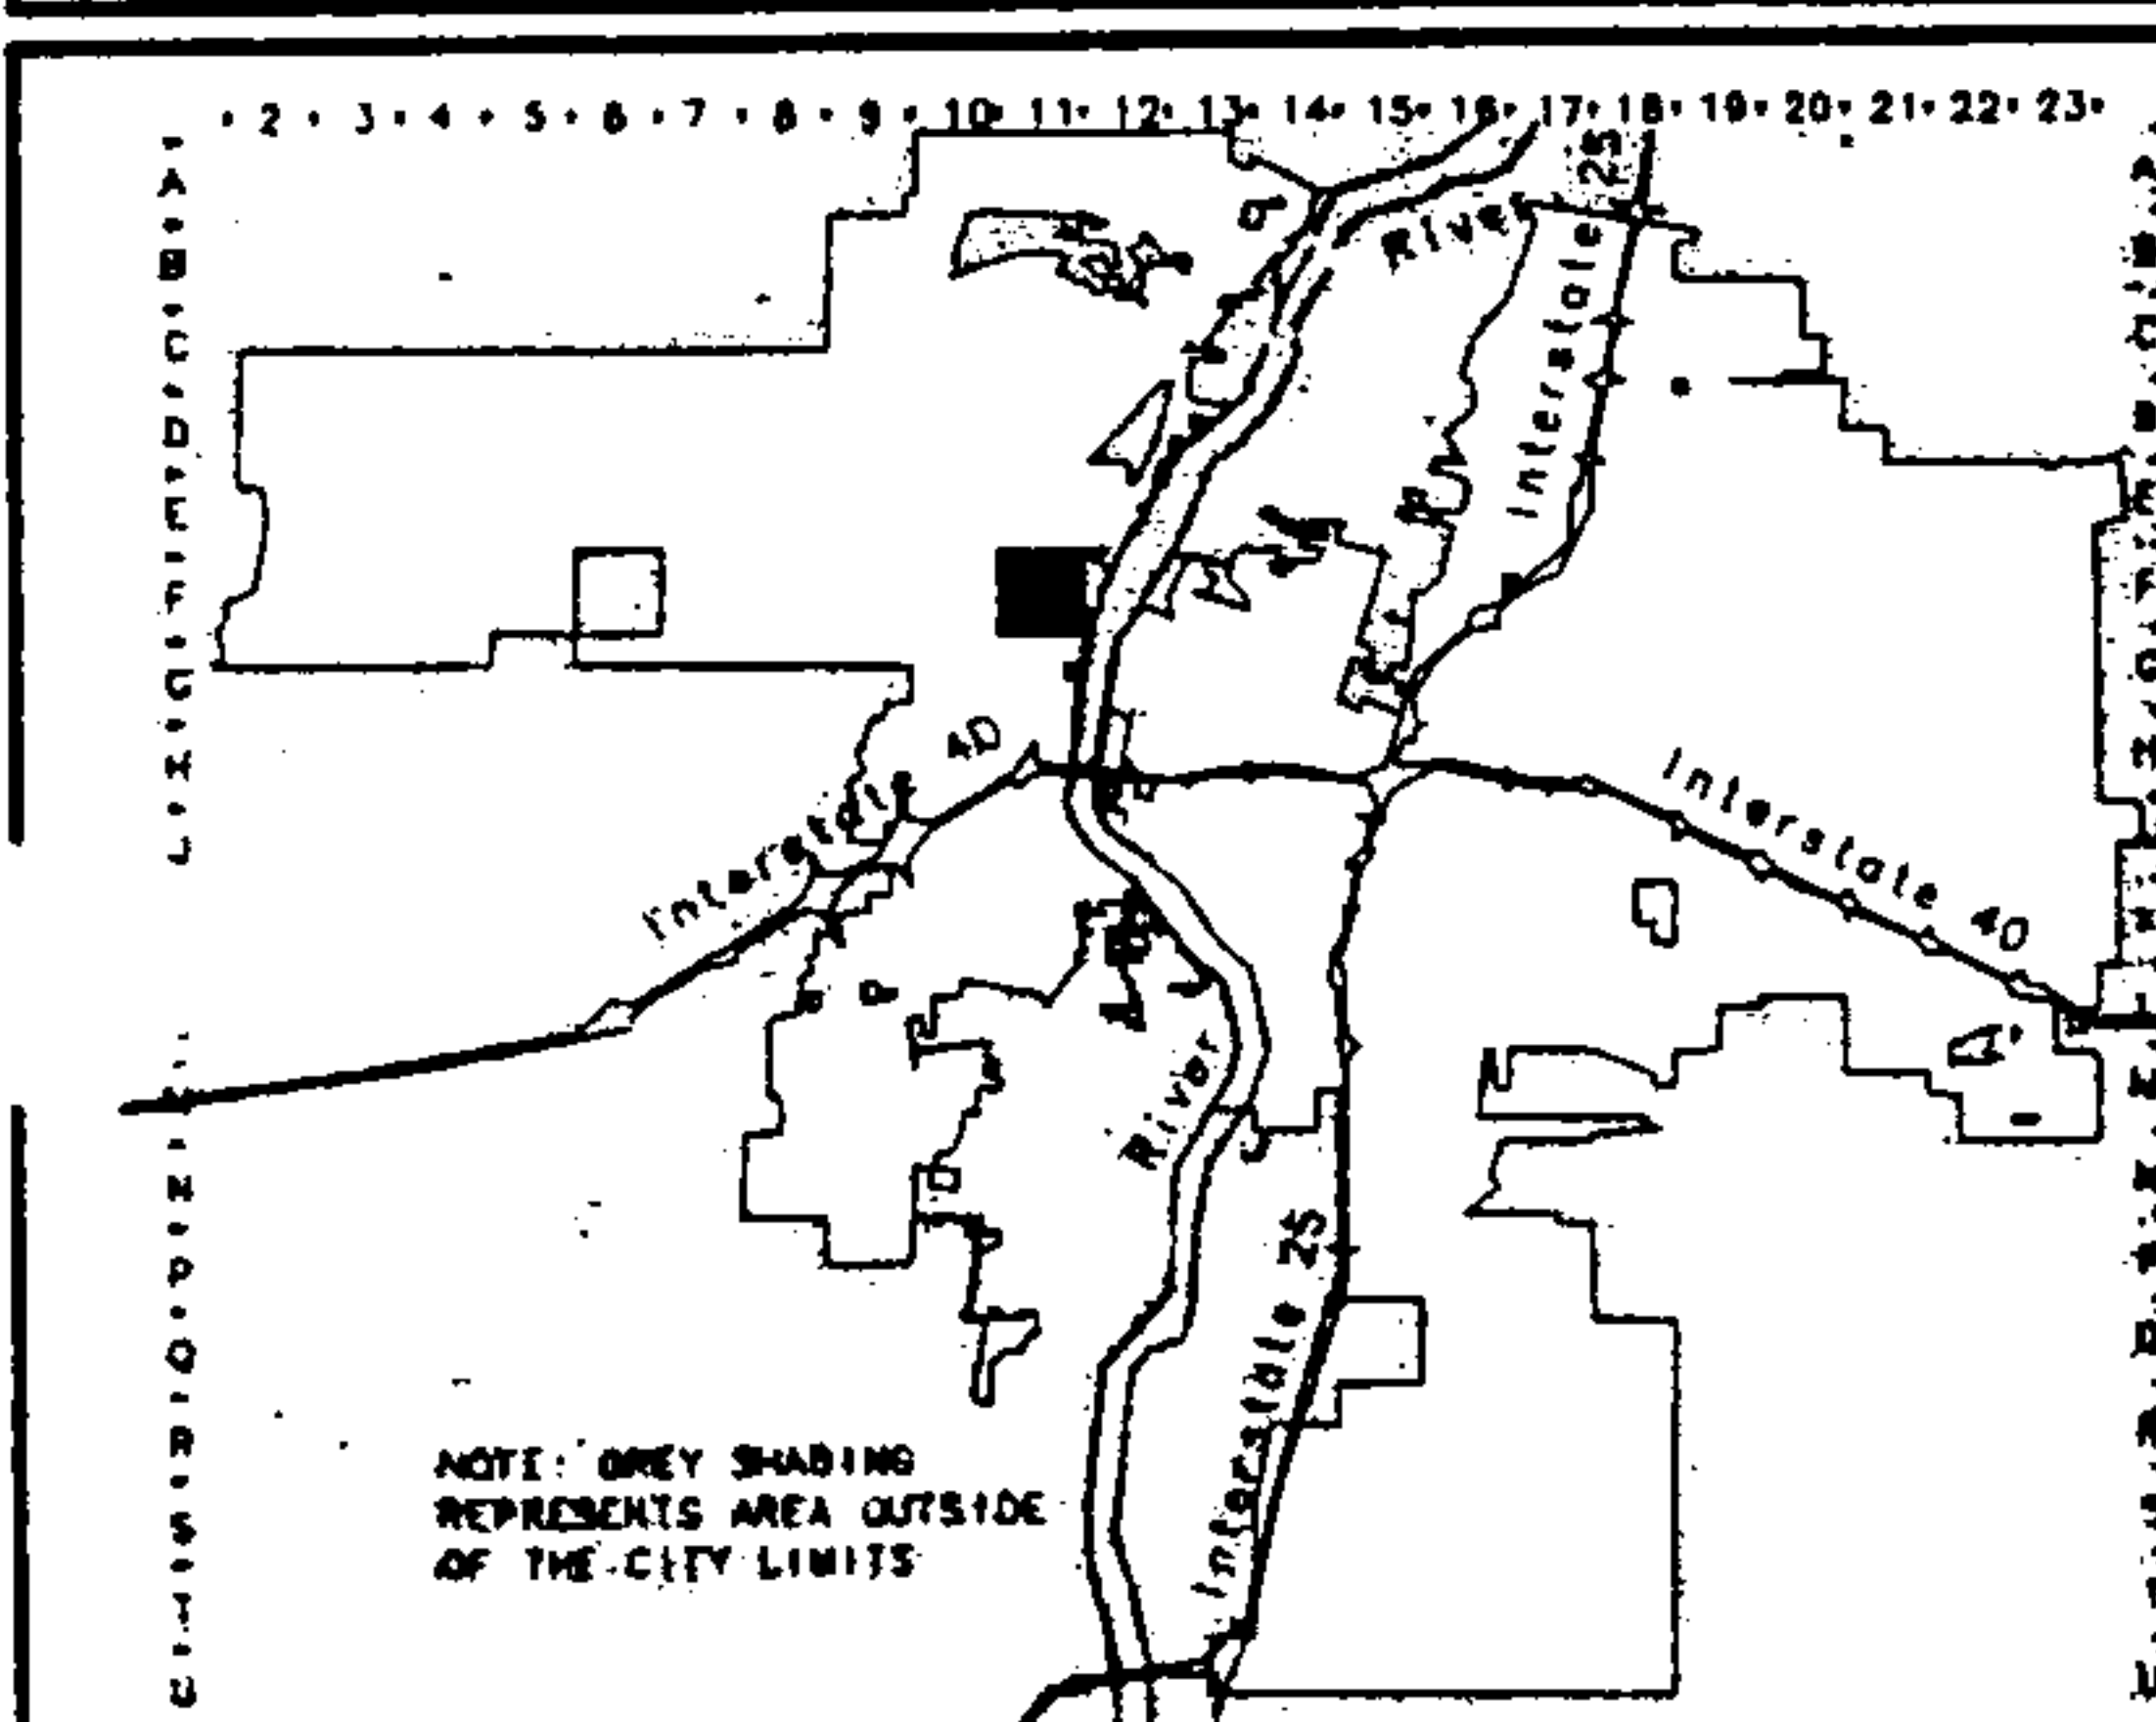 2 3 4 5 6 7 8 9 10 11 12 13 14 15 16 17 18 19 20 21 22 23
A
B
C
D
E
F
G
H
J
M
N
P
Q
R
S
T
U
River
Interstate 25
Interstate 40
Interstate 40
River
Interstate 25
NOTE: GREY SHADING
REPRESENTS AREA OUTSIDE
OF THE CITY LIMITS